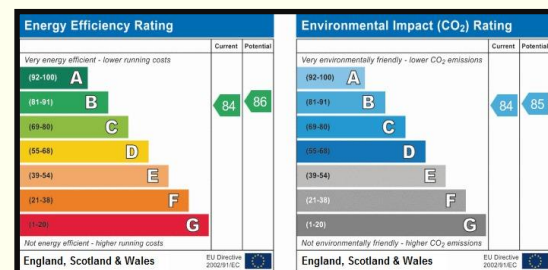 Energy Efficiency Rating
Current Potential
Very energy efficient - lower running costs
(92-100) A
(81-91) B
84
86
(69-80) C
(55-68) D
(39-54) E
(21-38) F
(1-20) G
Not energy efficient - higher running costs
England, Scotland & Wales
EU Directive
2002/91/EC
Environmental Impact (CO₂) Rating
Current Potential
Very environmentally friendly - lower CO₂ emissions
(92-100) A
(81-91) B
84
85
(69-80) C
(55-68) D
(39-54) E
(21-38) F
(1-20) G
Not environmentally friendly - higher CO₂ emissions
England, Scotland & Wales
EU Directive
2002/91/EC